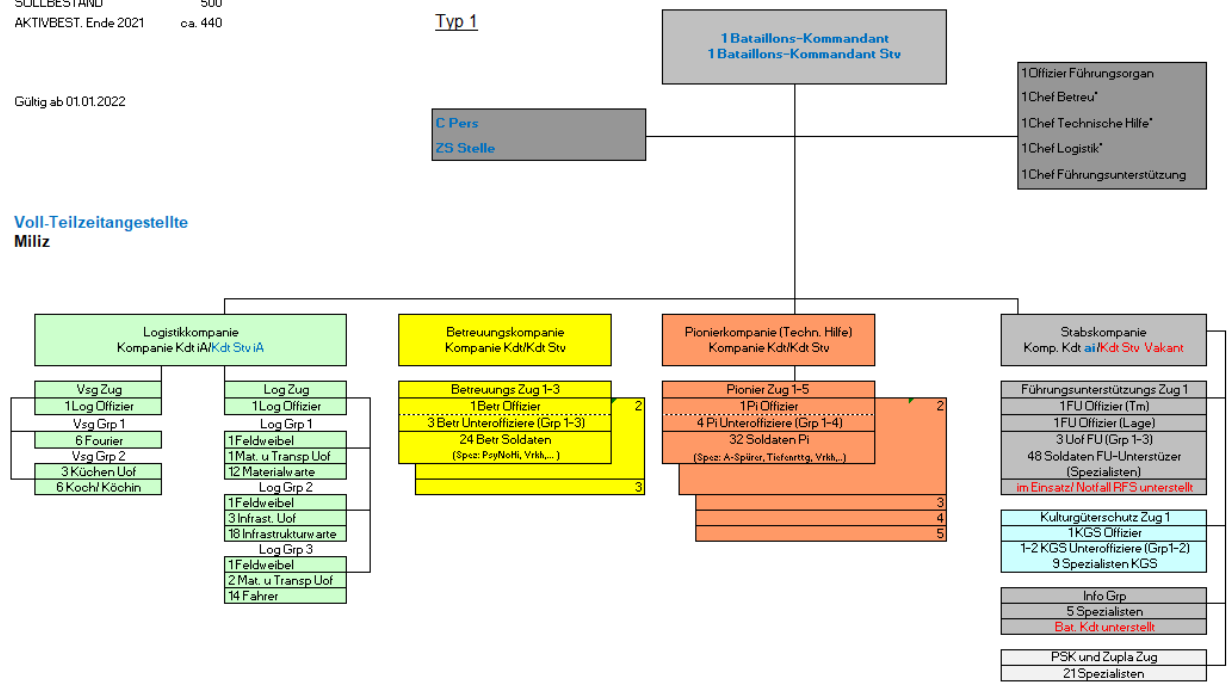 SOLLBESTAND 500
AKTIVBEST. Ende 2021 ca. 440
Typ 1
Gültig ab 01.01.2022
1 Bataillons-Kommandant
1 Bataillons-Kommandant Stv
C Pers
ZS Stelle
1 Offizier Führungsorgan
1 Chef Betreu*
1 Chef Technische Hilfe*
1 Chef Logistik*
1 Chef Führungsunterstützung
Voll-Teilzeitangestellte
Miliz
Logistikkompanie
Kompanie Kdt iA/Kdt Stv iA
Vsg Zug
1 Log Offizier
Vsg Grp 1
6 Fourier
Vsg Grp 2
3 Küchen Uof
6 Koch/ Köchin
Log Zug
1 Log Offizier
Log Grp 1
1 Feldweibel
1 Mat. u Transp Uof
12 Materialwarte
Log Grp 2
1 Feldweibel
3 Infrast. Uof
18 Infrastrukturwarte
Log Grp 3
1 Feldweibel
2 Mat. u Transp Uof
14 Fahrer
Betreuungskompanie
Kompanie Kdt/Kdt Stv
Betreuungs Zug 1-3
1 Betr Offizier
3 Betr Unteroffiziere (Grp 1-3)
24 Betr Soldaten
(Spez: PsyNoHi, Vrkh,... )
2
3
Pionierkompanie (Techn. Hilfe)
Kompanie Kdt/Kdt Stv
Pionier Zug 1-5
1 Pi Offizier
4 Pi Unteroffiziere (Grp 1-4)
32 Soldaten Pi
(Spez: A-Spürer, Tiefenrttg, Vrkh,..)
2
3
4
5
Stabskompanie
Komp. Kdt ai/Kdt Stv Vakant
Führungsunterstützungs Zug 1
1 FU Offizier (Tm)
1 FU Offizier (Lage)
3 Uof FU (Grp 1-3)
48 Soldaten FU-Unterstüzer
(Spezialisten)
im Einsatz/ Notfall RFS unterstellt
Kulturgüterschutz Zug 1
1 KGS Offizier
1-2 KGS Unteroffiziere (Grp1-2)
9 Spezialisten KGS
Info Grp
5 Spezialisten
Bat. Kdt unterstellt
PSK und Zupla Zug
21 Spezialisten